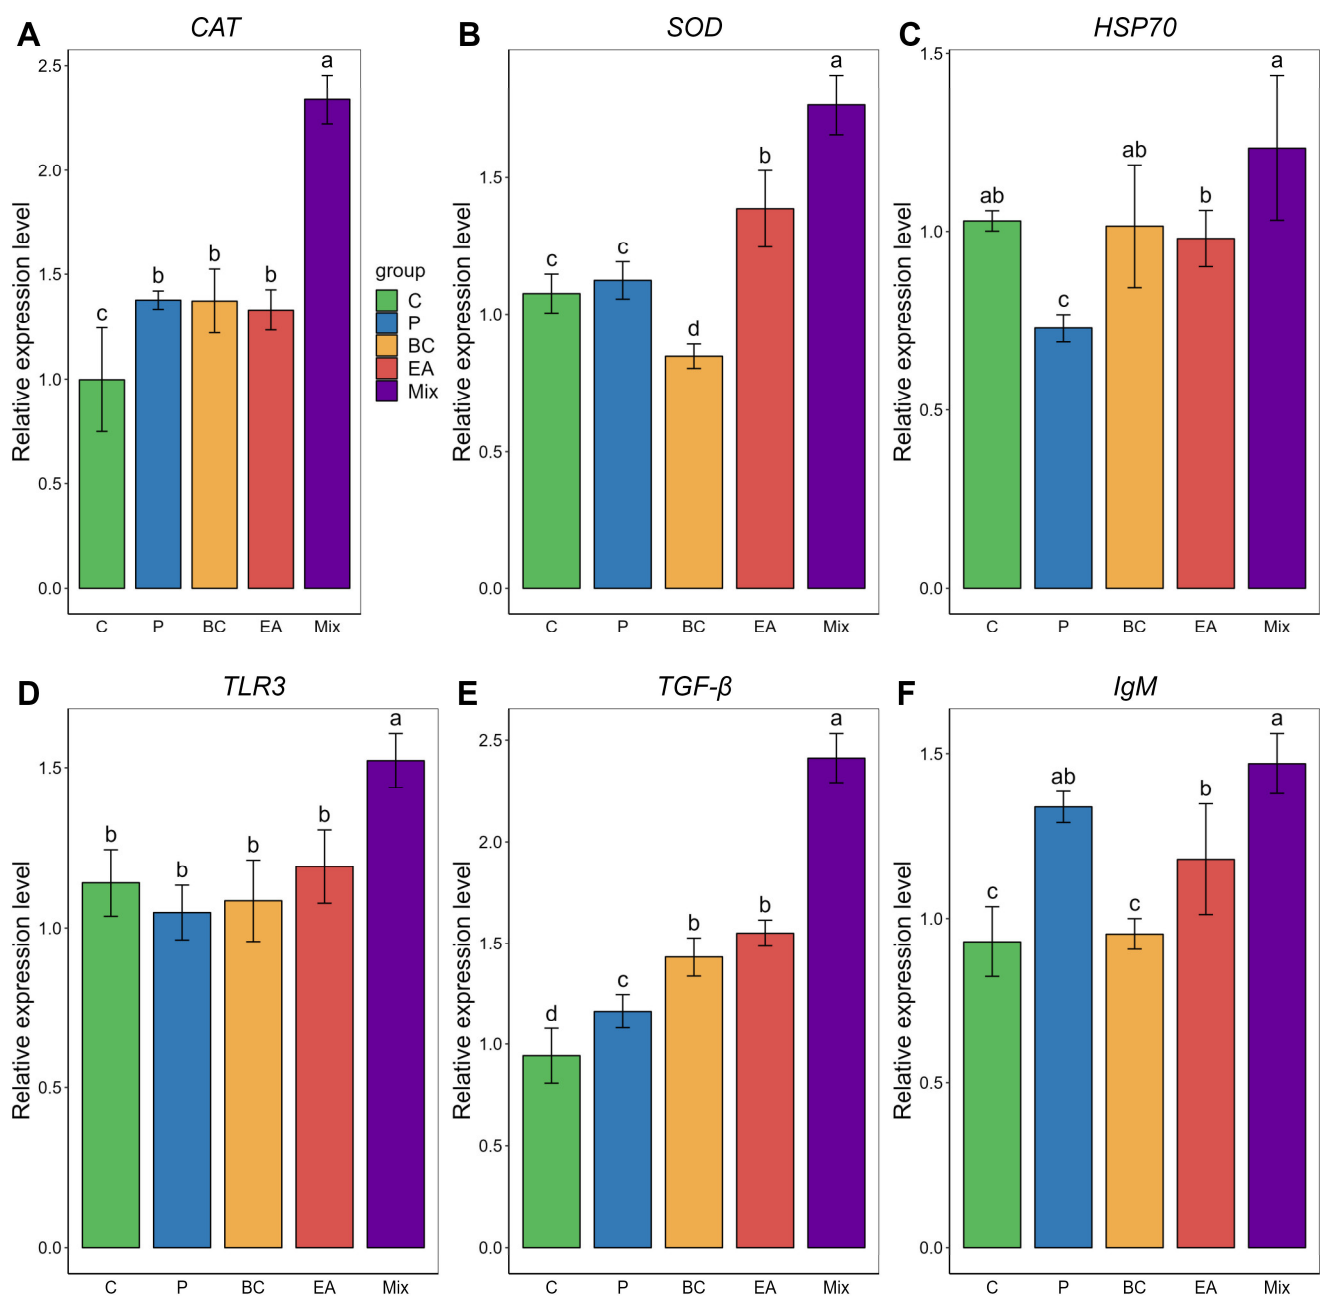 A
CAT
B
SOD
C
HSP70
Relative expression level
2.5
2.0
1.5
1.0
0.5
0.0
c
b
b
b
a
C
P
BC
EA
Mix
group
C
P
BC
EA
Mix
Relative expression level
1.5
1.0
0.5
0.0
c
c
d
b
a
C
P
BC
EA
Mix
Relative expression level
1.5
1.0
0.5
0.0
ab
c
ab
b
a
C
P
BC
EA
Mix
D
TLR3
E
TGF-β
F
IgM
Relative expression level
1.5
1.0
0.5
0.0
b
b
b
b
a
C
P
BC
EA
Mix
Relative expression level
2.5
2.0
1.5
1.0
0.5
0.0
d
c
b
b
a
C
P
BC
EA
Mix
Relative expression level
1.5
1.0
0.5
0.0
c
ab
c
b
a
C
P
BC
EA
Mix